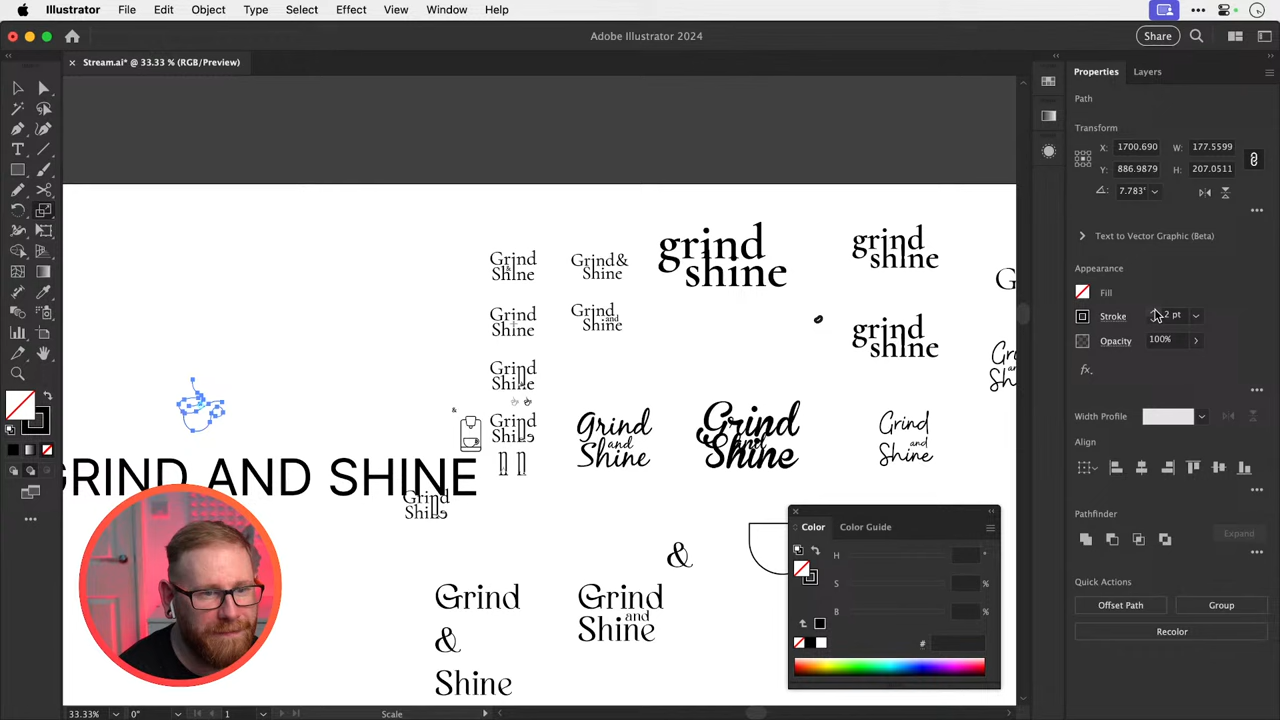 Illustrator File Edit Object Type Select Effect View Window Help
Adobe Illustrator 2024
Share
Stream.ai* @ 33.33 % (RGB/Preview)
Properties Layers
Path
Transform
X: 1700.690 W: 177.5599
Y: 886.9879 H: 207.0511
7.783°
Text to Vector Graphic (Beta)
Appearance
Fill
Stroke 2 pt
Opacity 100%
fx.
Width Profile
Align
Pathfinder
Expand
Quick Actions
Offset Path Group
Recolor
Grind
& Shine
Grind&
Shine
grind
shine
grind
shine
G
Grind
Shine
Grind
and
Shine
grind
shine
Grind
Shine
&
Grind
Shine
Grind
and
Shine
Grind
and
Shine
Grind
and
Shine
GRIND AND SHINE
Grind
Shine
&
Grind
&
Shine
Grind
and
Shine
Color Color Guide
H °
S %
B %
#
33.33% 0° 1 Scale